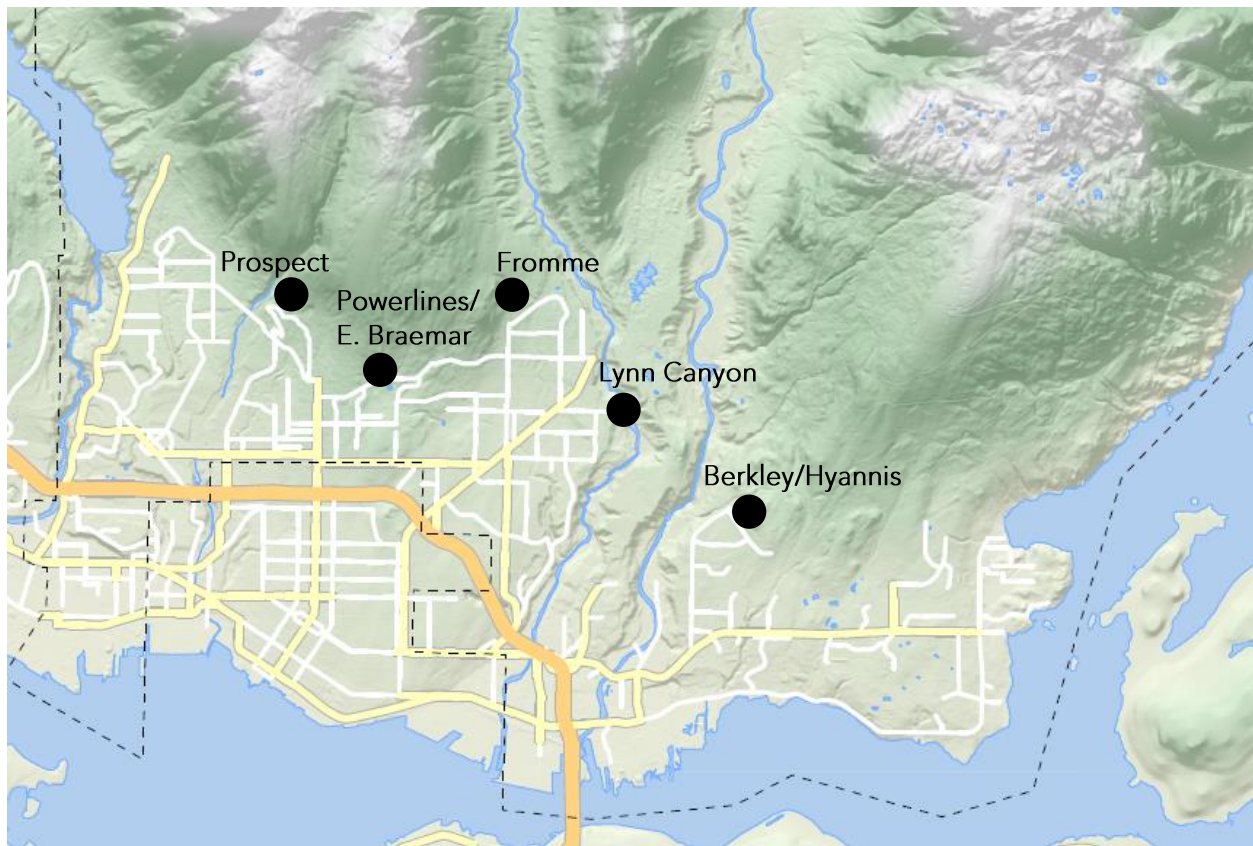 Prospect
Fromme
Powerlines/
E. Braemar
Lynn Canyon
Berkley/Hyannis